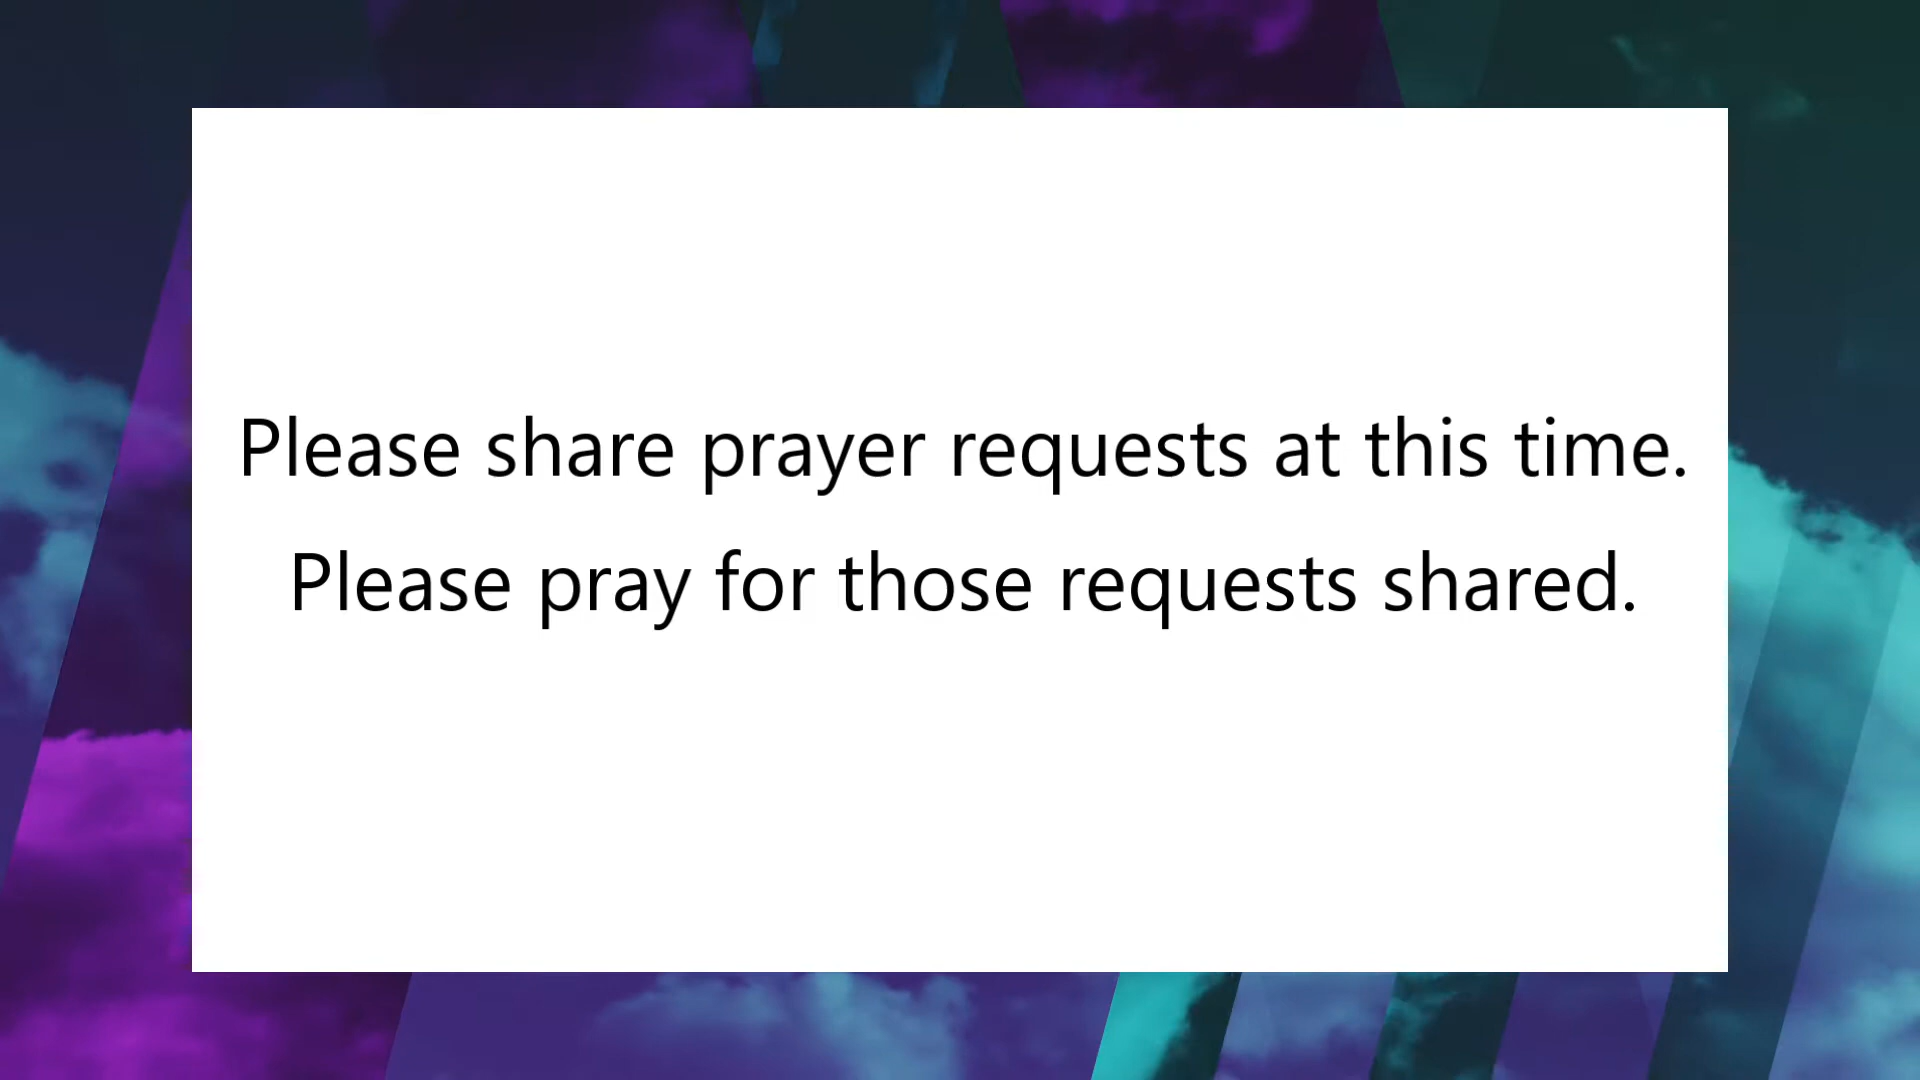 Please share prayer requests at this time.
Please pray for those requests shared.